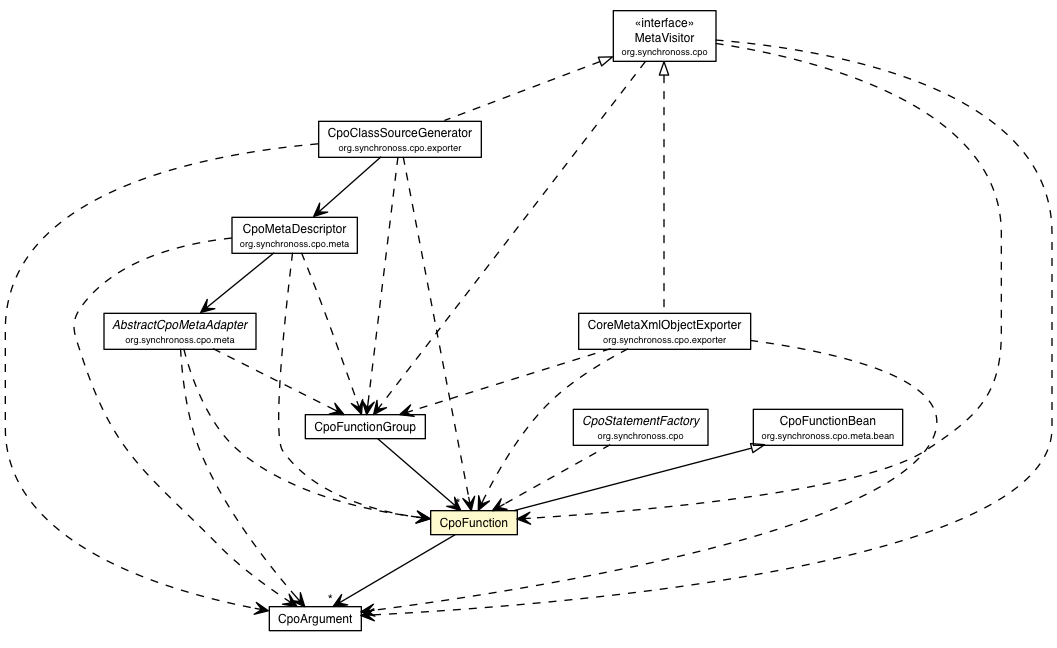 «interface»
MetaVisitor
org.synchronoss.cpo
CpoClassSourceGenerator
org.synchronoss.cpo.exporter
CpoMetaDescriptor
org.synchronoss.cpo.meta
AbstractCpoMetaAdapter
org.synchronoss.cpo.meta
CoreMetaXmlObjectExporter
org.synchronoss.cpo.exporter
CpoFunctionGroup
CpoStatementFactory
org.synchronoss.cpo
CpoFunctionBean
org.synchronoss.cpo.meta.bean
*
CpoFunction
*
CpoArgument